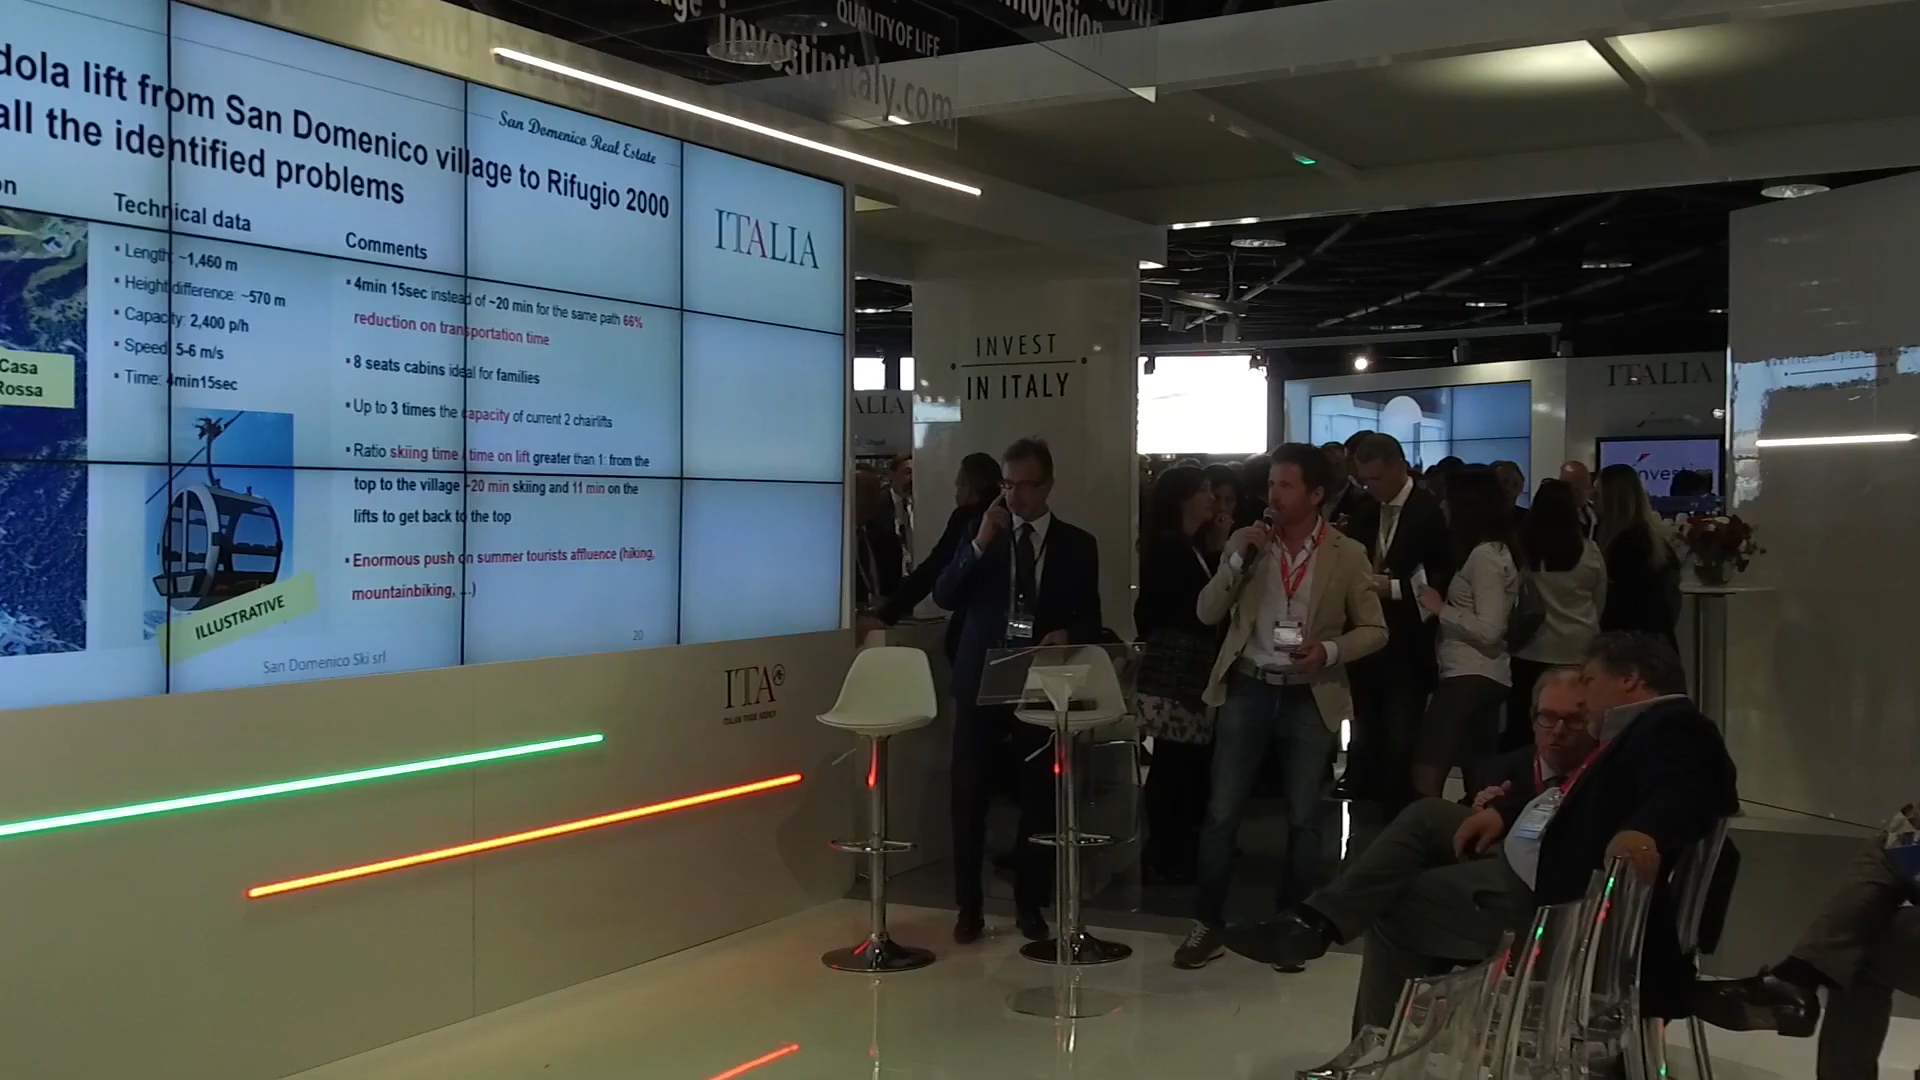 QUALITY OF LIFE
investinitaly.com
dola lift from San Domenico village to Rifugio 2000
all the identified problems
San Domenico Real Estate
ITALIA
Technical data
▪ Length: ~1,460 m
▪ Height difference: ~570 m
▪ Capacity: 2,400 p/h
▪ Speed: 5-6 m/s
▪ Time: 4min15sec
Casa
Rossa
Comments
▪ 4min 15sec instead of ~20 min for the same path 66%
reduction on transportation time
▪ 8 seats cabins ideal for families
▪ Up to 3 times the capacity of current 2 chairlifts
▪ Ratio skiing time / time on lift greater than 1: from the
top to the village ~20 min skiing and 11 min on the
lifts to get back to the top
▪ Enormous push on summer tourists affluence (hiking,
mountainbiking, ...)
ILLUSTRATIVE
San Domenico Ski srl
20
ITA
ITALIAN TRADE AGENCY
INVEST
IN ITALY
ALIA
ITALIA